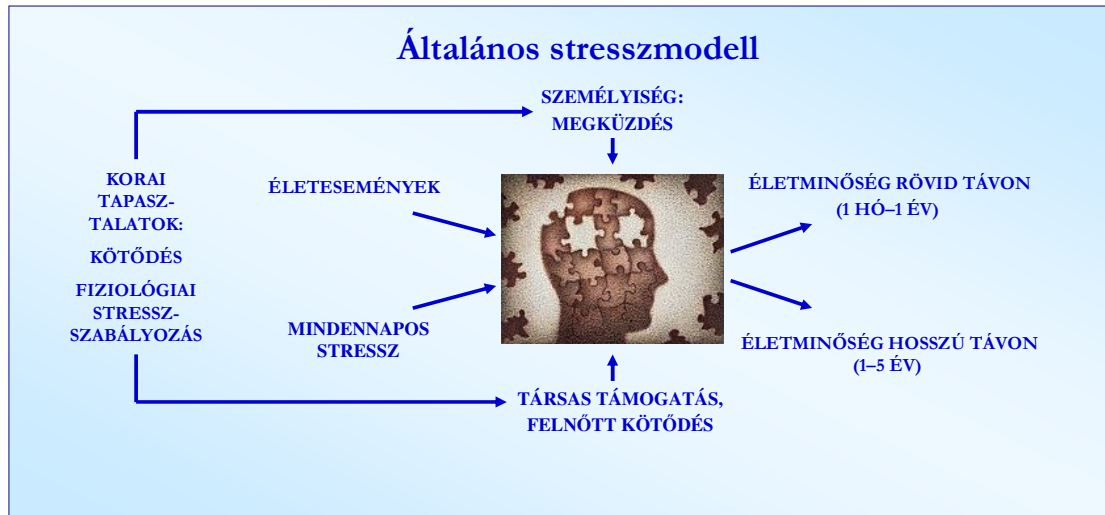 Általános stresszmodell
SZEMÉLYISÉG:
MEGKÜZDÉS
KORAI
TAPASZ-
TALATOK:
KÖTŐDÉS
FIZIOLÓGIAI
STRESSZ-
SZABÁLYOZÁS
ÉLETESEMÉNYEK
MINDENNAPOS
STRESSZ
ÉLETMINŐSÉG RÖVID TÁVON
(1 HÓ–1 ÉV)
ÉLETMINŐSÉG HOSSZÚ TÁVON
(1–5 ÉV)
TÁRSAS TÁMOGATÁS,
FELNŐTT KÖTŐDÉS